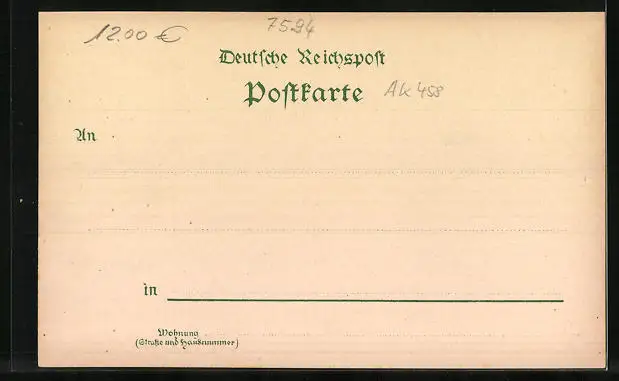 12.00 €
7594
Deutsche Reichspost
Postkarte
AK 458
An
in
Wohnung
(Straße und Hausnummer)